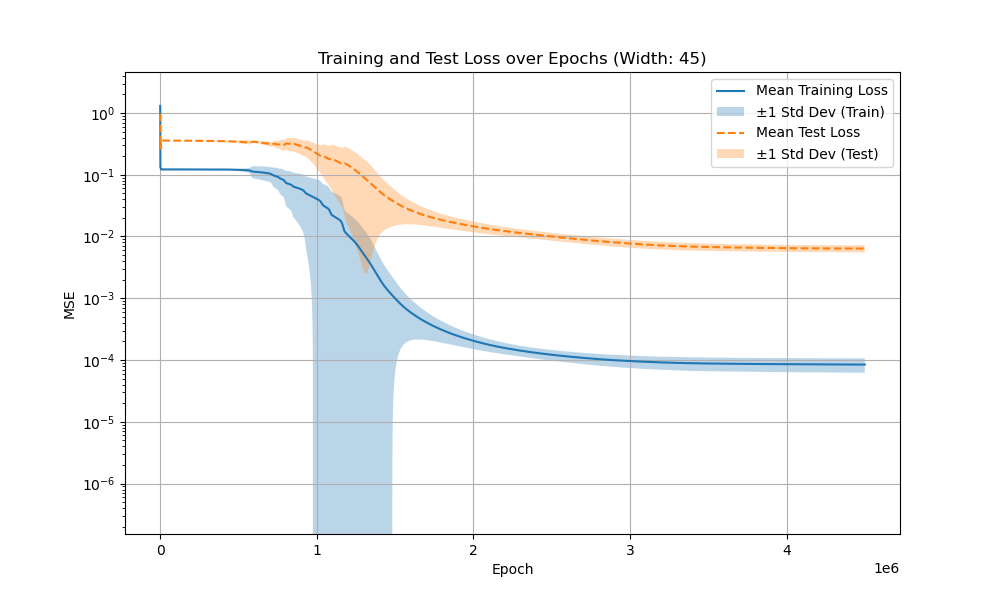 Training and Test Loss over Epochs (Width: 45)
Mean Training Loss
±1 Std Dev (Train)
Mean Test Loss
±1 Std Dev (Test)
MSE
10⁰
10⁻¹
10⁻²
10⁻³
10⁻⁴
10⁻⁵
10⁻⁶
0 1 2 3 4
1e6
Epoch